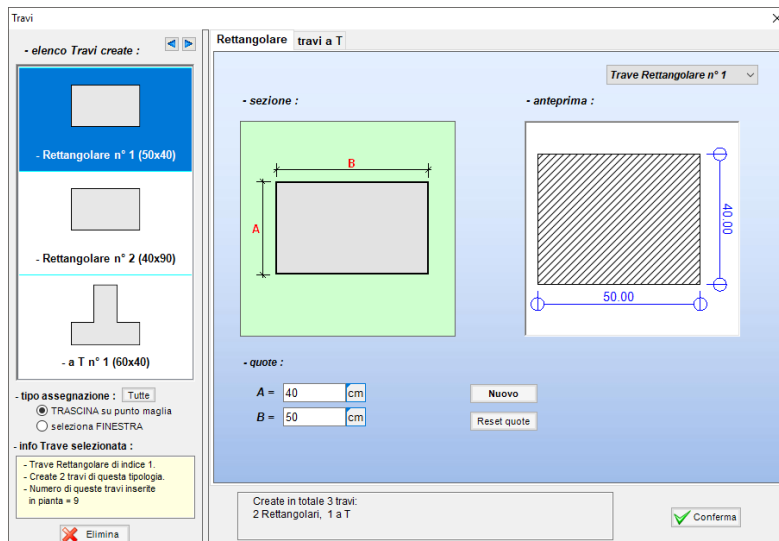 Travi
- elenco Travi create :
- Rettangolare n° 1 (50x40)
- Rettangolare n° 2 (40x90)
- a T n° 1 (60x40)
- tipo assegnazione :
Tutte
TRASCINA su punto maglia
seleziona FINESTRA
- info Trave selezionata :
- Trave Rettangolare di indice 1.
- Create 2 travi di questa tipologia.
- Numero di queste travi inserite
in pianta = 9
Elimina
Rettangolare
travi a T
Trave Rettangolare n° 1
- sezione :
B
A
- anteprima :
40.00
50.00
- quote :
A = 40 cm
B = 50 cm
Nuovo
Reset quote
Create in totale 3 travi:
2 Rettangolari, 1 a T
Conferma